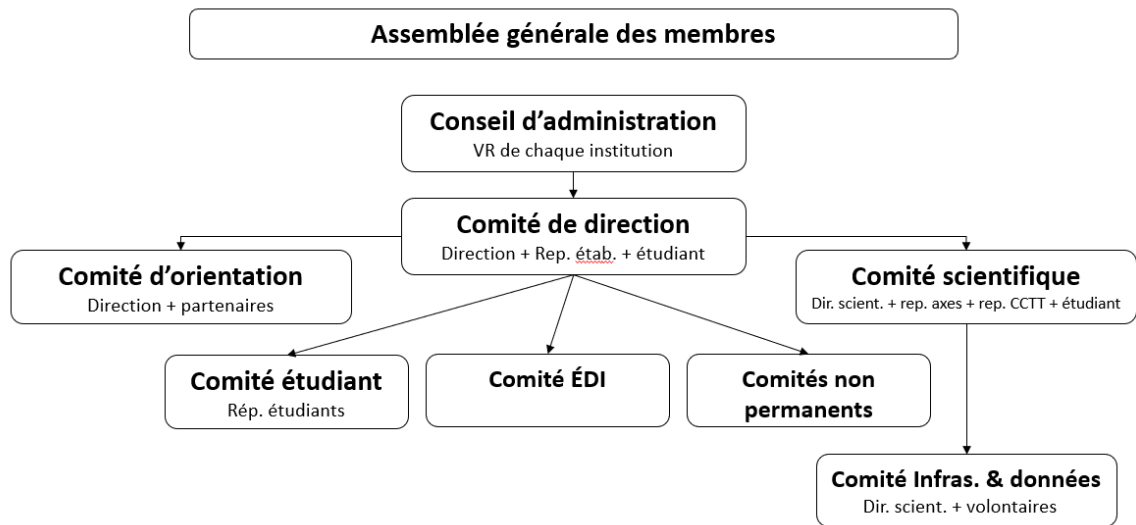 Assemblée générale des membres
Conseil d’administration
VR de chaque institution
Comité de direction
Direction + Rep. étab. + étudiant
Comité d’orientation
Direction + partenaires
Comité scientifique
Dir. scient. + rep. axes + rep. CCTT + étudiant
Comité étudiant
Rép. étudiants
Comité ÉDI
Comités non
permanents
Comité Infras. & données
Dir. scient. + volontaires